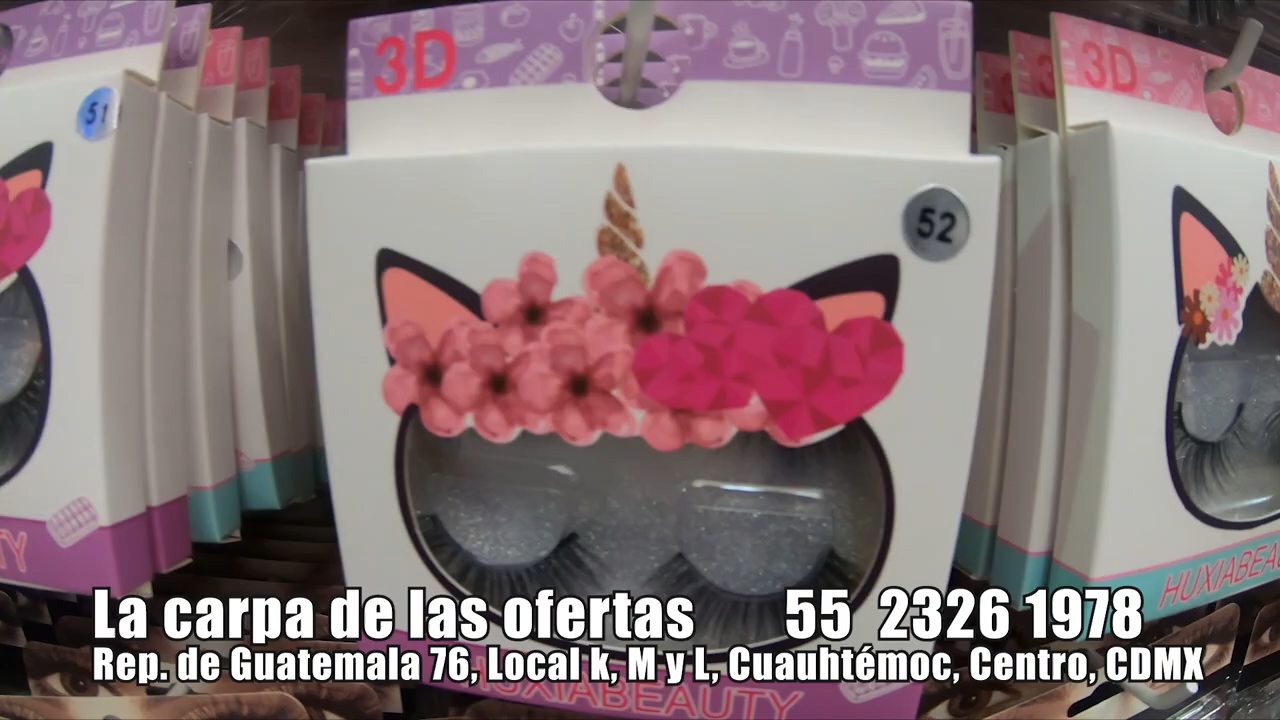 3D
3D
51
52
La carpa de las ofertas 55 2326 1978
Rep. de Guatemala 76, Local k, M y L, Cuauhtémoc, Centro, CDMX
HUXIABEAUTY